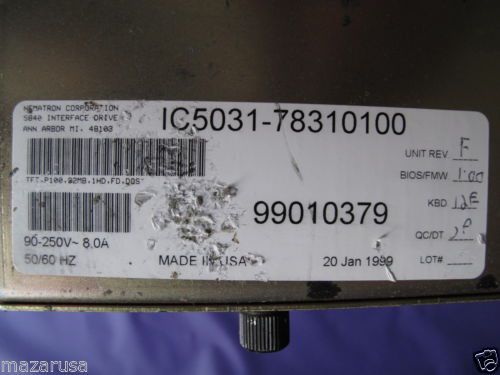 NEMATRON CORPORATION
5840 INTERFACE DRIVE
ANN ARBOR MI. 48103
IC5031-78310100
UNIT REV F
BIOS/FMW 1.00
KBD
TFT,P100,32MB,1HD,FD,DOS
99010379
QC/DT
90-250V~ 8.0A
50/60 HZ
MADE IN USA
20 Jan 1999
LOT#
mazarusa